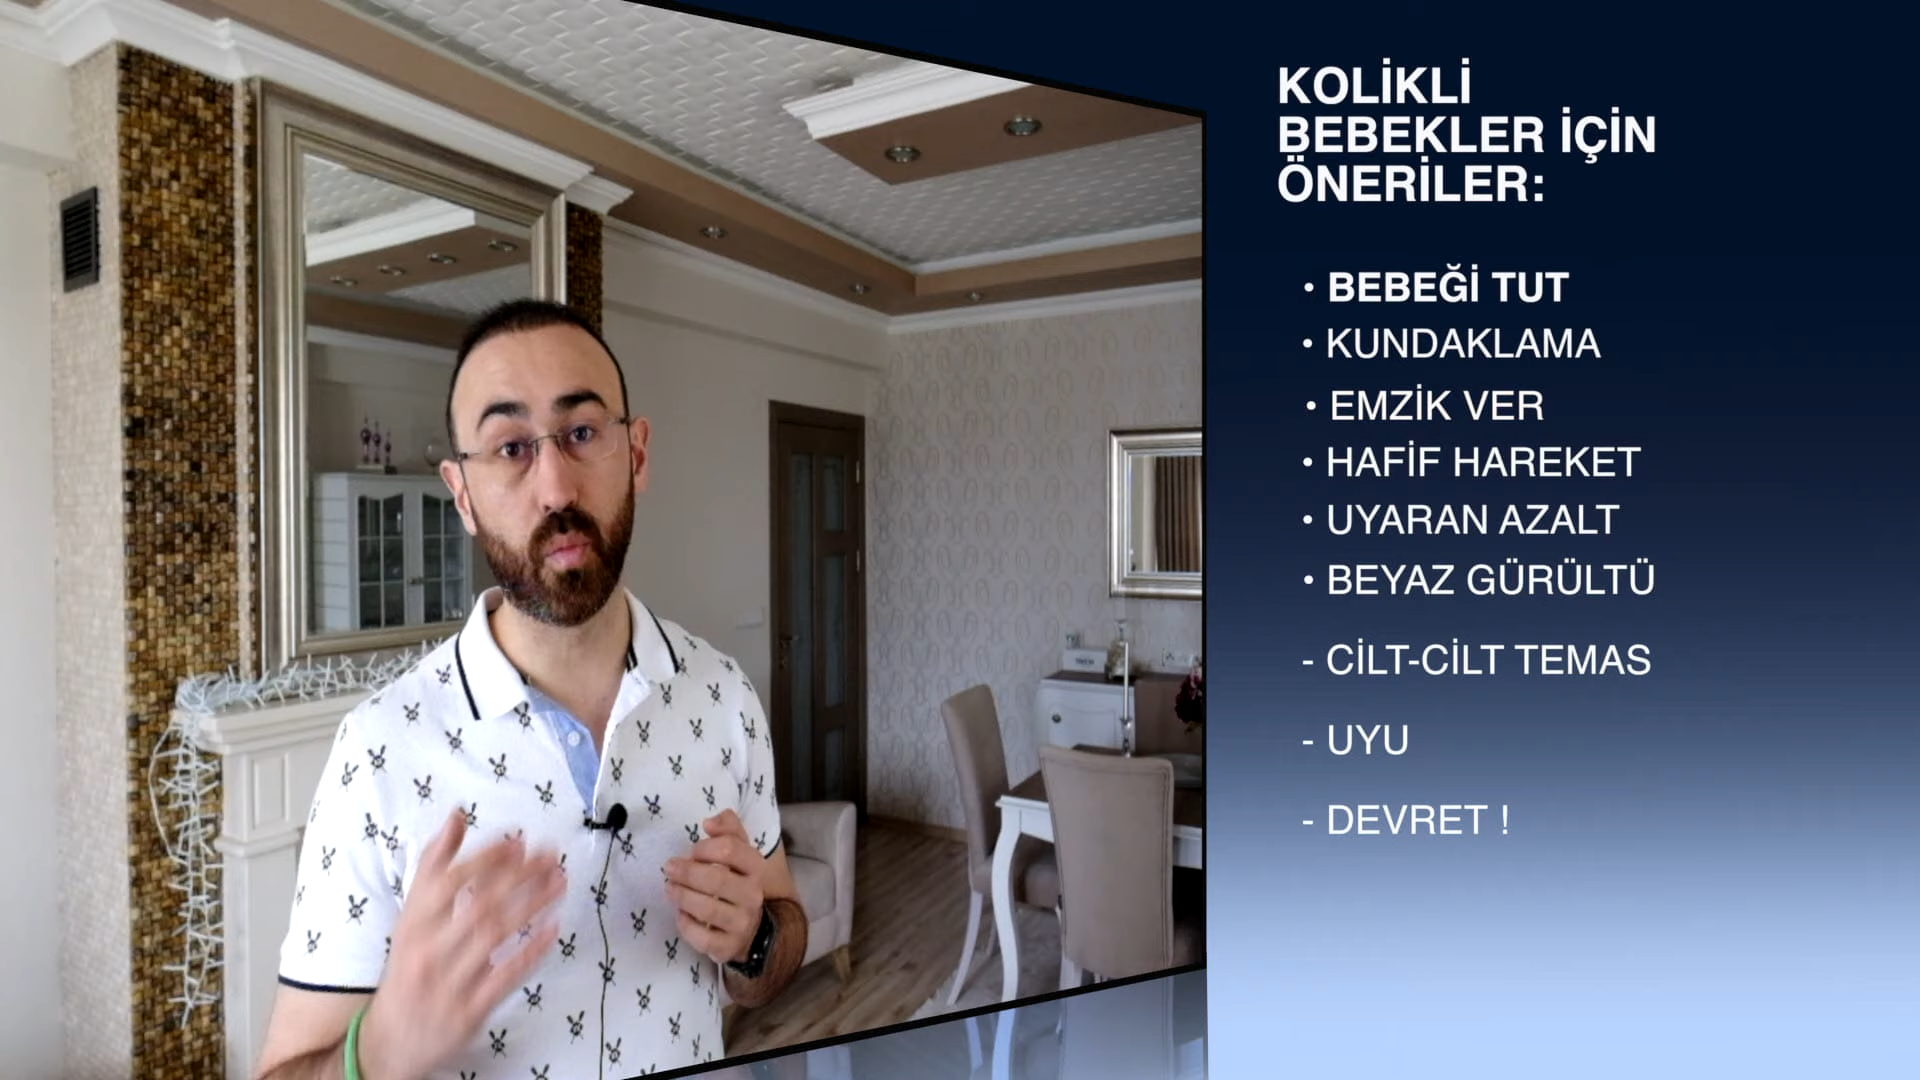 KOLİKLİ
BEBEKLER İÇİN
ÖNERİLER:
• BEBEĞİ TUT
• KUNDAKLAMA
• EMZİK VER
• HAFİF HAREKET
• UYARAN AZALT
• BEYAZ GÜRÜLTÜ
- CİLT-CİLT TEMAS
- UYU
- DEVRET !